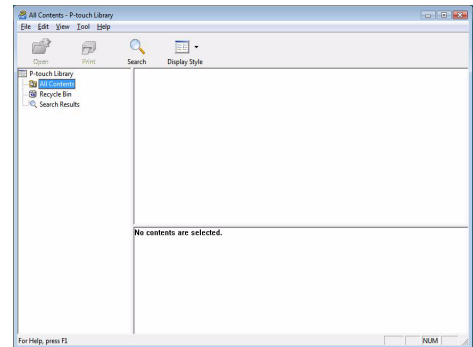 All Contents - P-touch Library
File Edit View Tool Help
Open Print Search Display Style
P-touch Library
All Contents
Recycle Bin
Search Results
No contents are selected.
For Help, press F1 NUM